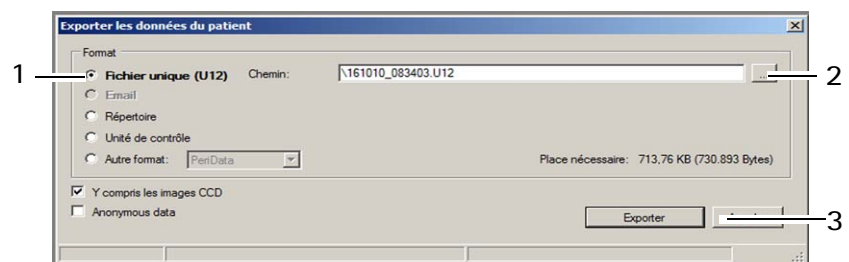 Exporter les données du patient
Format
1
Fichier unique (U12) Chemin: \161010_083403.U12 ...
2
Email
Répertoire
Unité de contrôle
Autre format: PeriData Place nécessaire: 713,76 KB (730.893 Bytes)
Y compris les images CCD
Anonymous data
Exporter
3